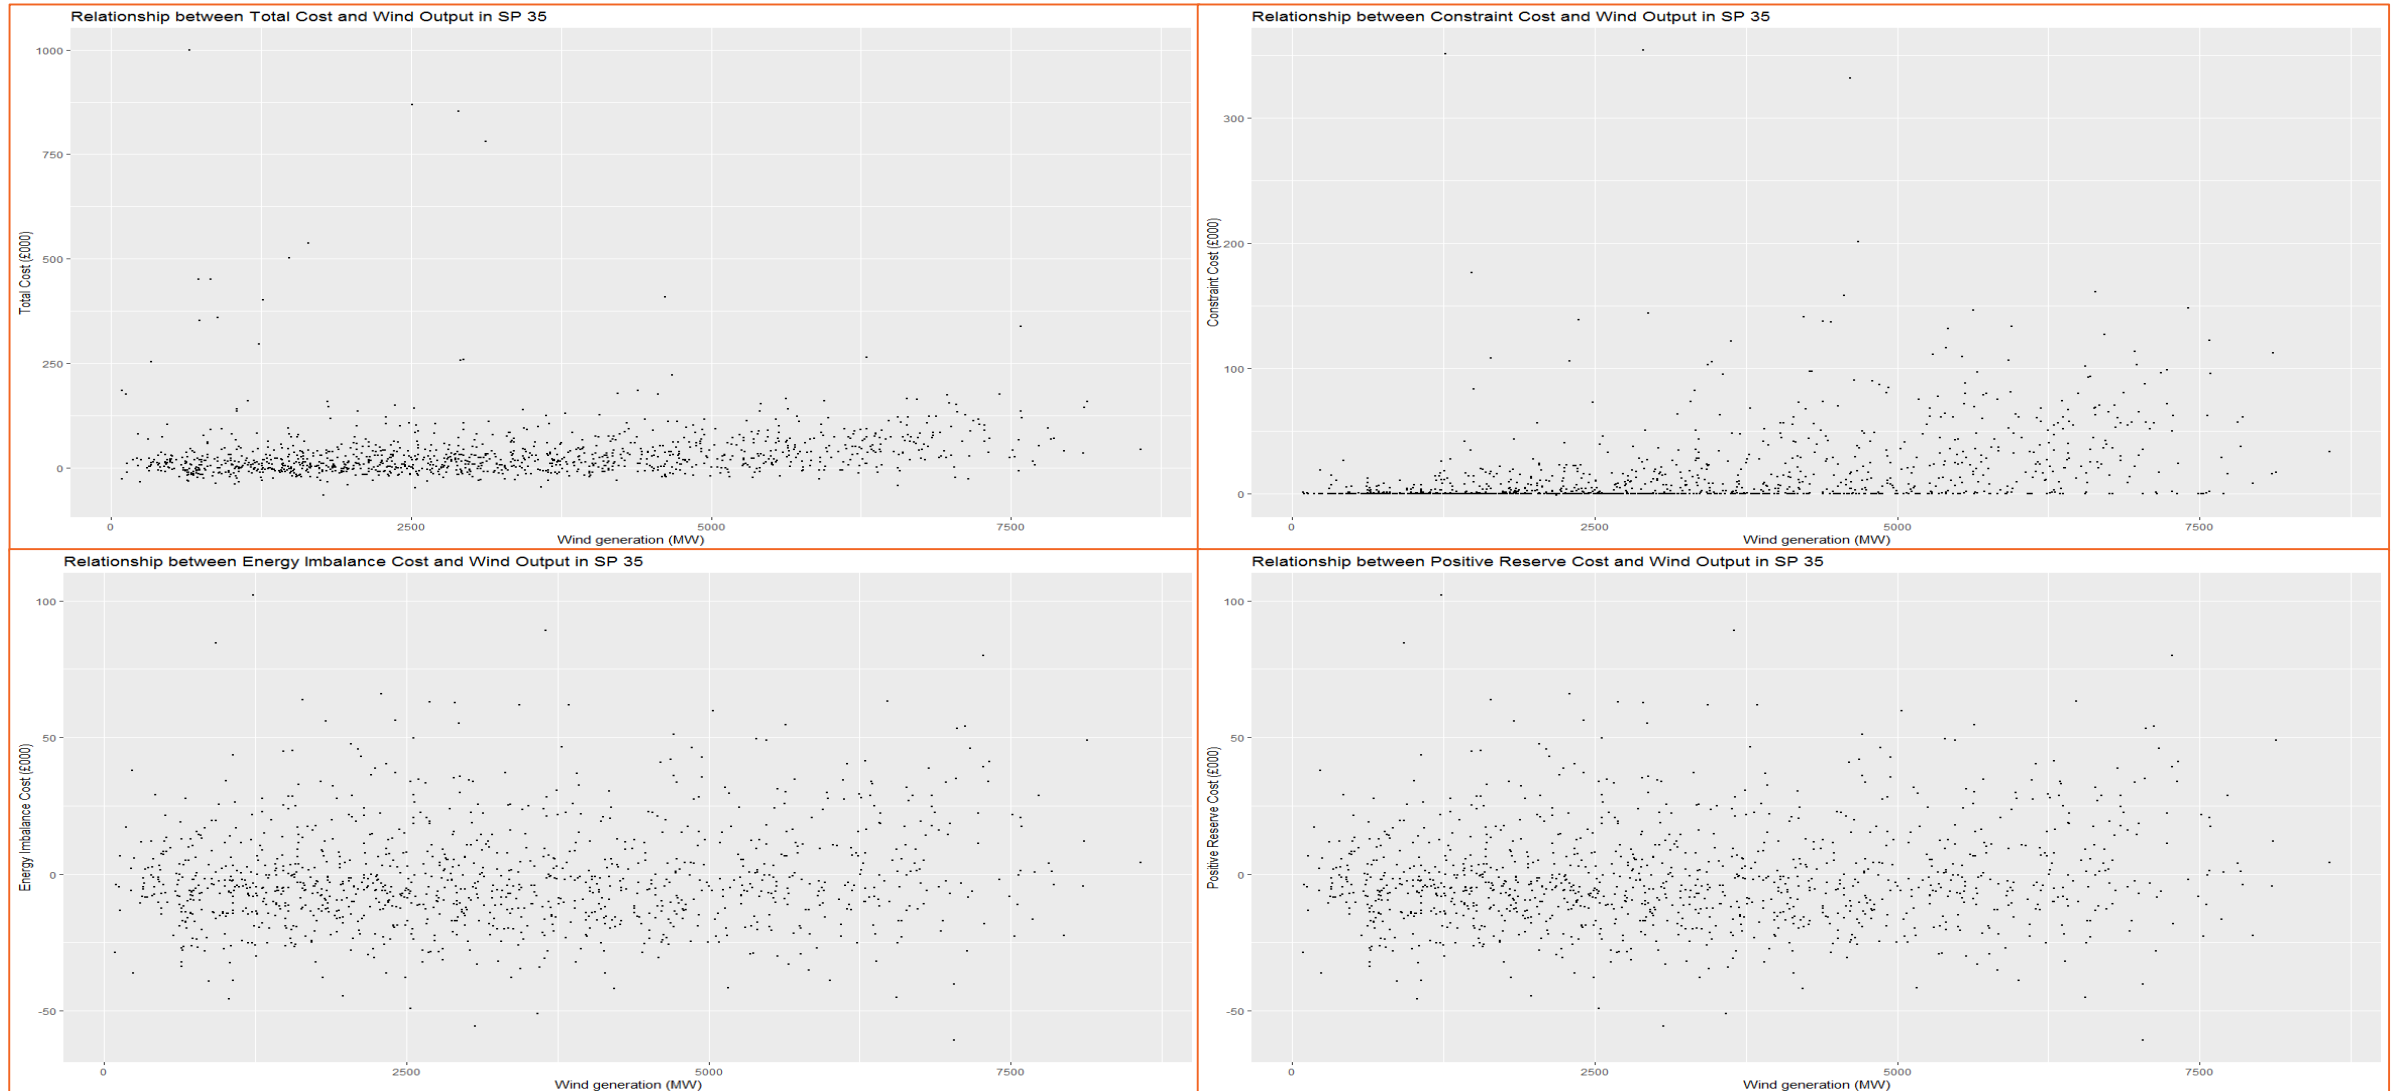 Relationship between Total Cost and Wind Output in SP 35
1000
750
500
250
0
Total Cost (£000)
0 2500 5000 7500
Wind generation (MW)
Relationship between Constraint Cost and Wind Output in SP 35
300
200
100
0
Constraint Cost (£000)
0 2500 5000 7500
Wind generation (MW)
Relationship between Energy Imbalance Cost and Wind Output in SP 35
100
50
0
-50
Energy Imbalance Cost (£000)
0 2500 5000 7500
Wind generation (MW)
Relationship between Positive Reserve Cost and Wind Output in SP 35
100
50
0
-50
Positive Reserve Cost (£000)
0 2500 5000 7500
Wind generation (MW)